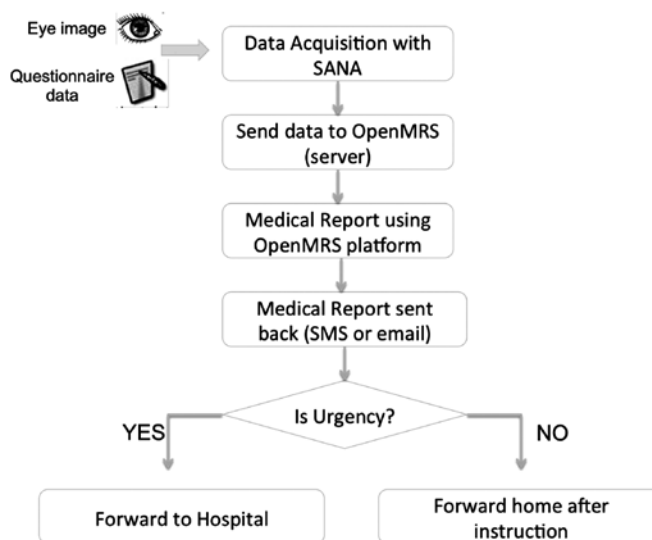 Eye image
Questionnaire
data
Data Acquisition with
SANA
Send data to OpenMRS
(server)
Medical Report using
OpenMRS platform
Medical Report sent
back (SMS or email)
Is Urgency?
YES
NO
Forward to Hospital
Forward home after
instruction